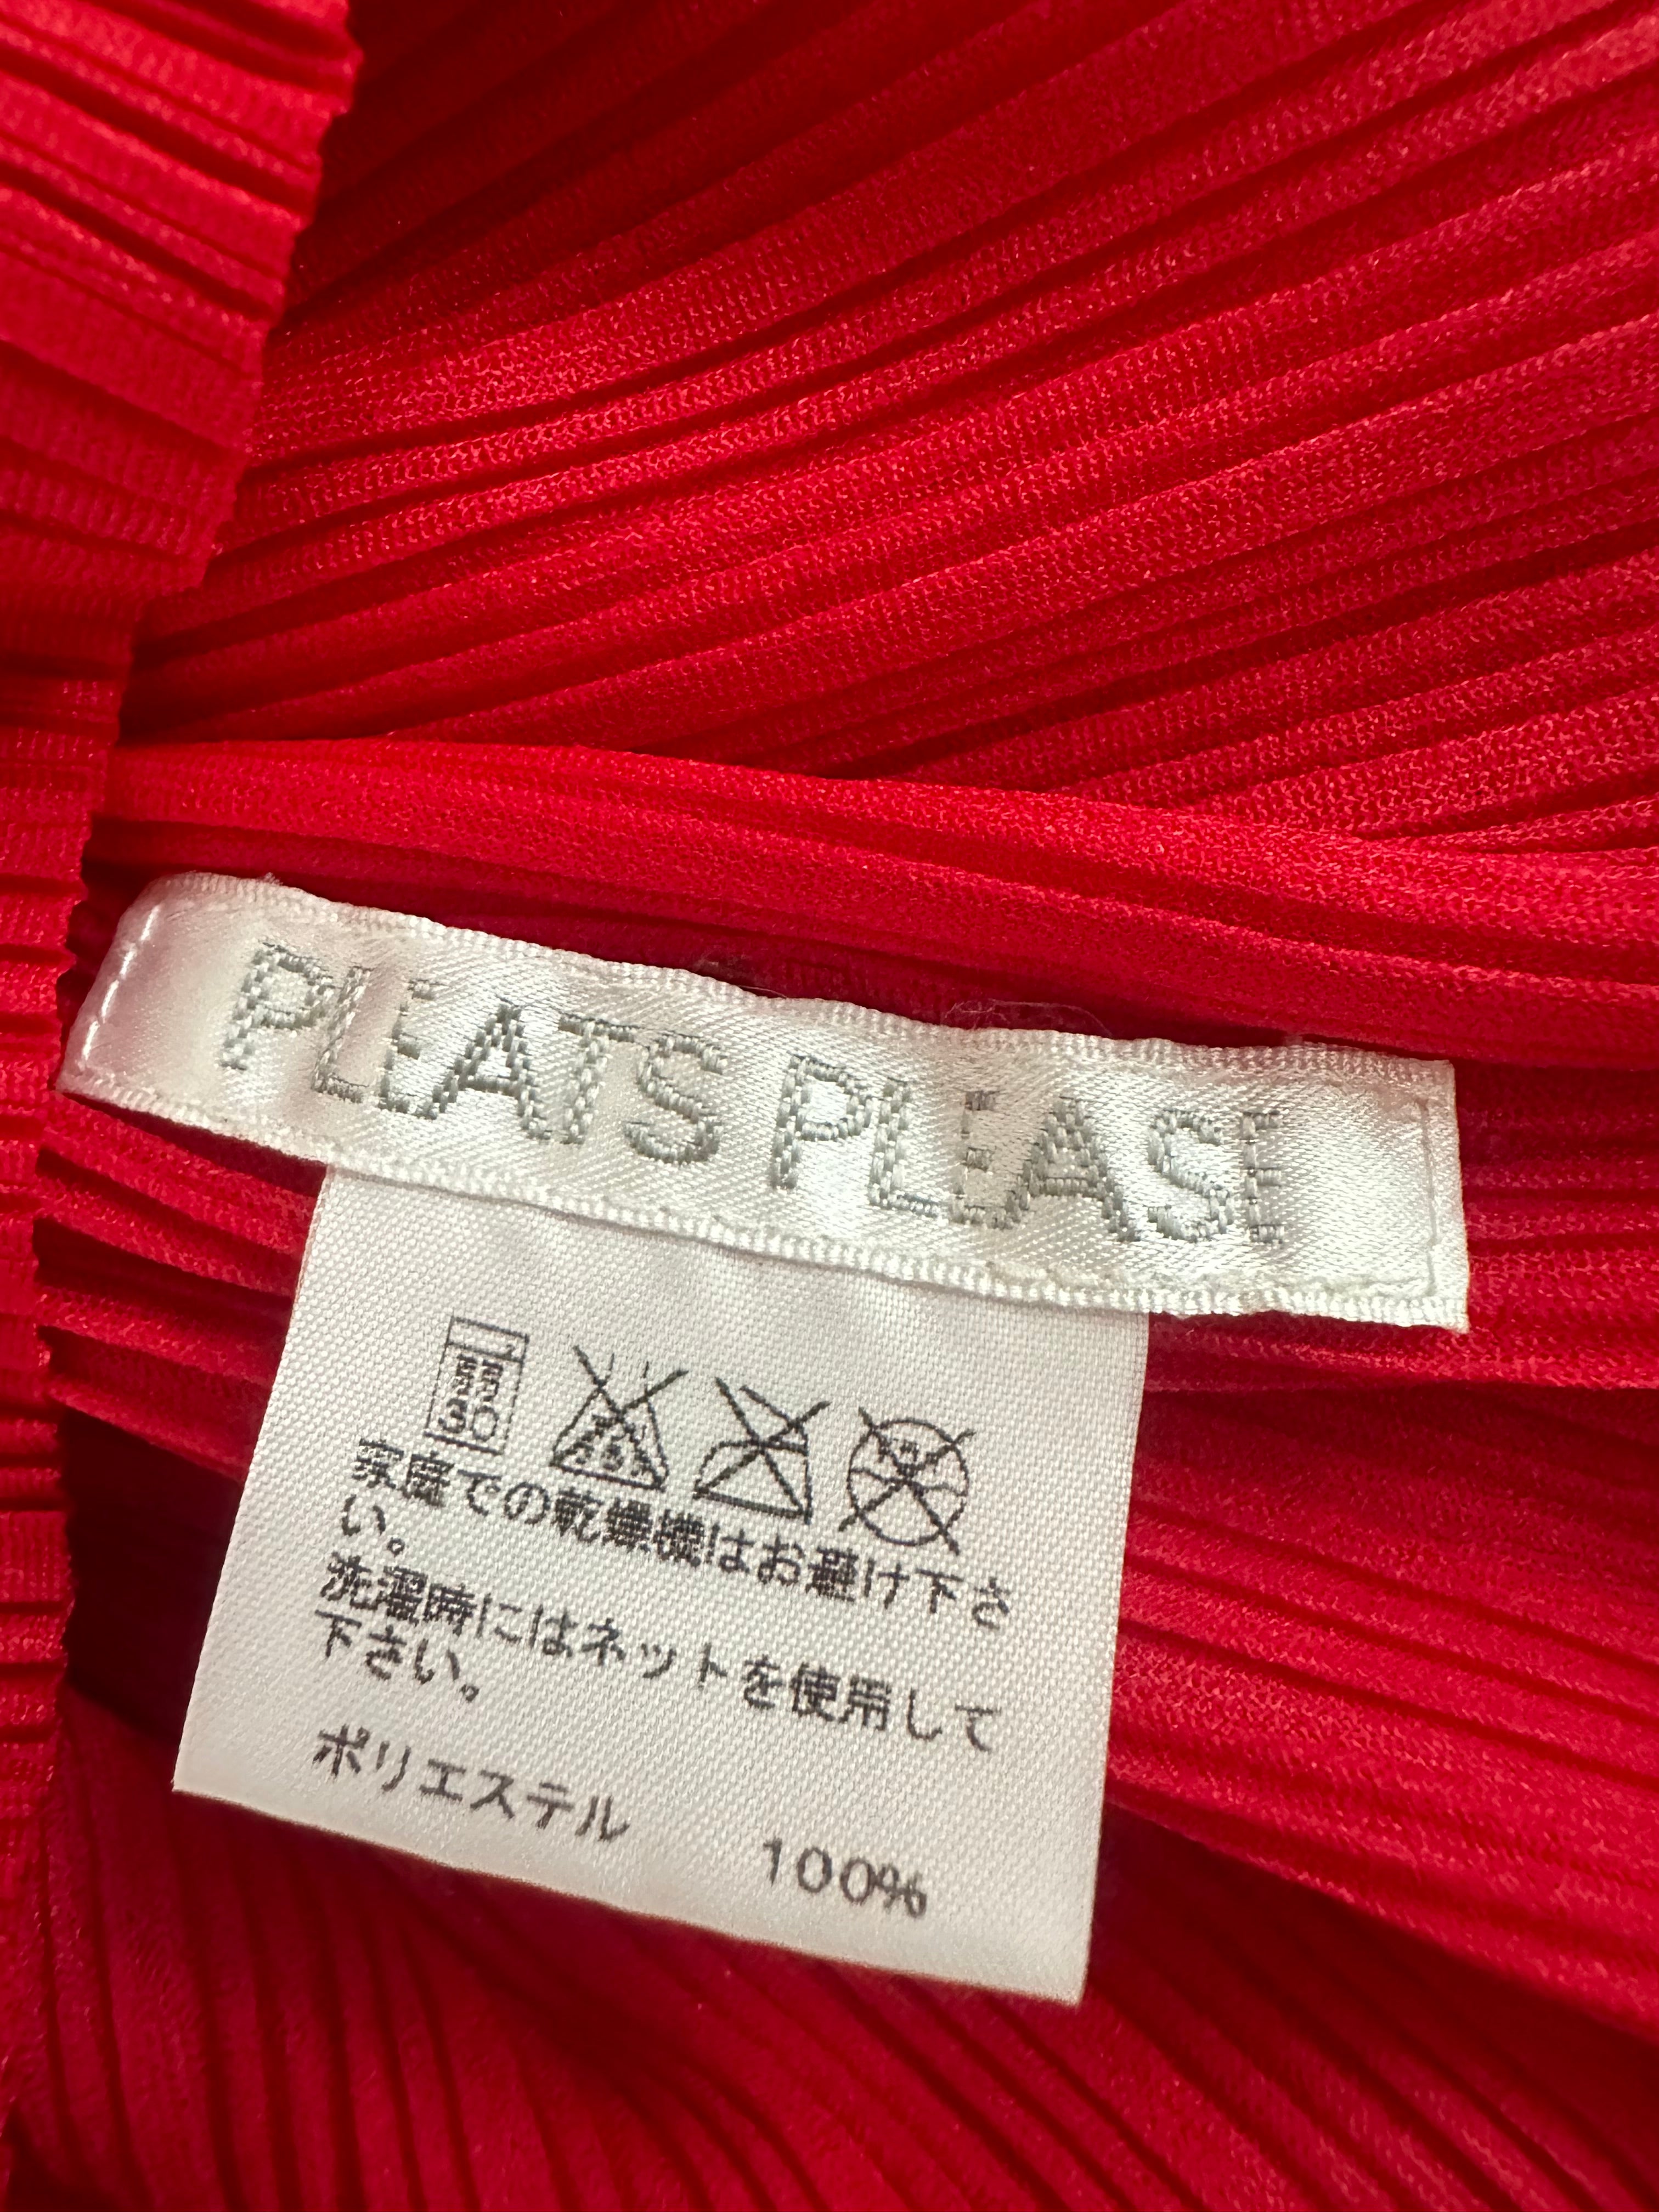 PLEATS PLEASE
家庭での乾燥機はお避け下さ
い。
洗濯時にはネットを使用して
下さい。
ポリエステル 100%